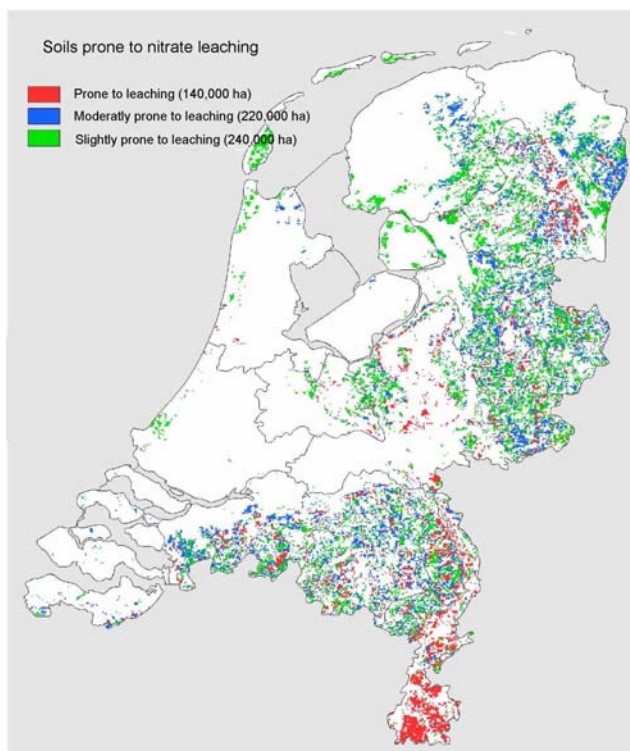 Soils prone to nitrate leaching
Prone to leaching (140,000 ha)
Moderatly prone to leaching (220,000 ha)
Slightly prone to leaching (240,000 ha)